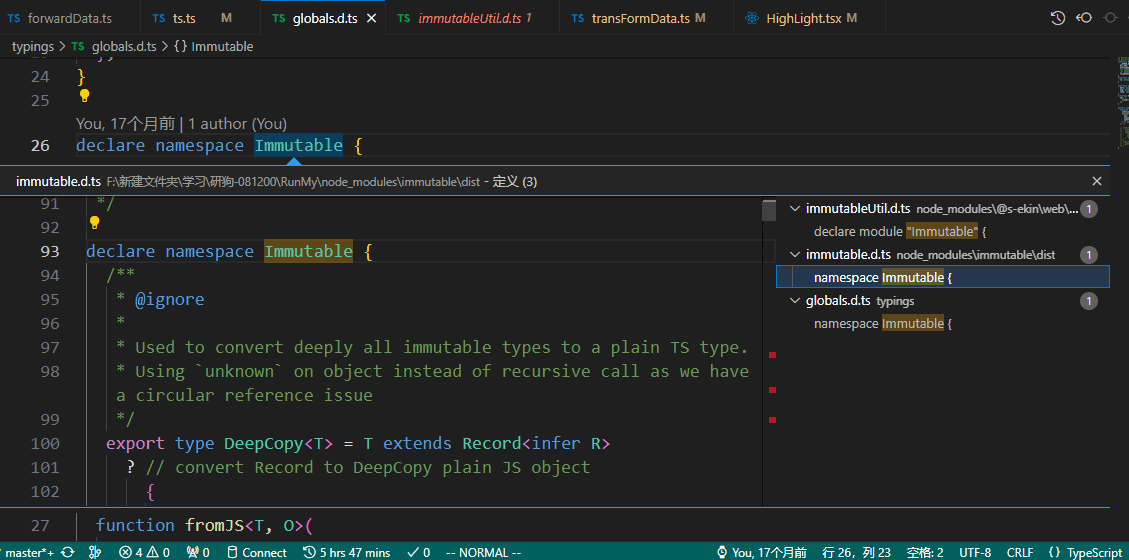 forwardData.ts ts.ts M globals.d.ts immutableUtil.d.ts 1 transFormData.ts M HighLight.tsx M
typings > globals.d.ts > {} Immutable
24 }
25
You, 17个月前 | 1 author (You)
26 declare namespace Immutable {
immutable.d.ts F:\新建文件夹\学习\研狗-081200\RunMy\node_modules\immutable\dist - 定义 (3)
91 */
92
93 declare namespace Immutable {
94 /**
95 * @ignore
96 *
97 * Used to convert deeply all immutable types to a plain TS type.
98 * Using `unknown` on object instead of recursive call as we have
a circular reference issue
99 */
100 export type DeepCopy<T> = T extends Record<infer R>
101 ? // convert Record to DeepCopy plain JS object
102 {
immutableUtil.d.ts node_modules\@s-ekin\web\... 1
declare module "Immutable" {
immutable.d.ts node_modules\immutable\dist 1
namespace Immutable {
globals.d.ts typings 1
namespace Immutable {
27 function fromJS<T, O>(
master*+ 4 0 0 Connect 5 hrs 47 mins 0 -- NORMAL -- You, 17个月前 行 26，列 23 空格: 2 UTF-8 CRLF {} TypeScript